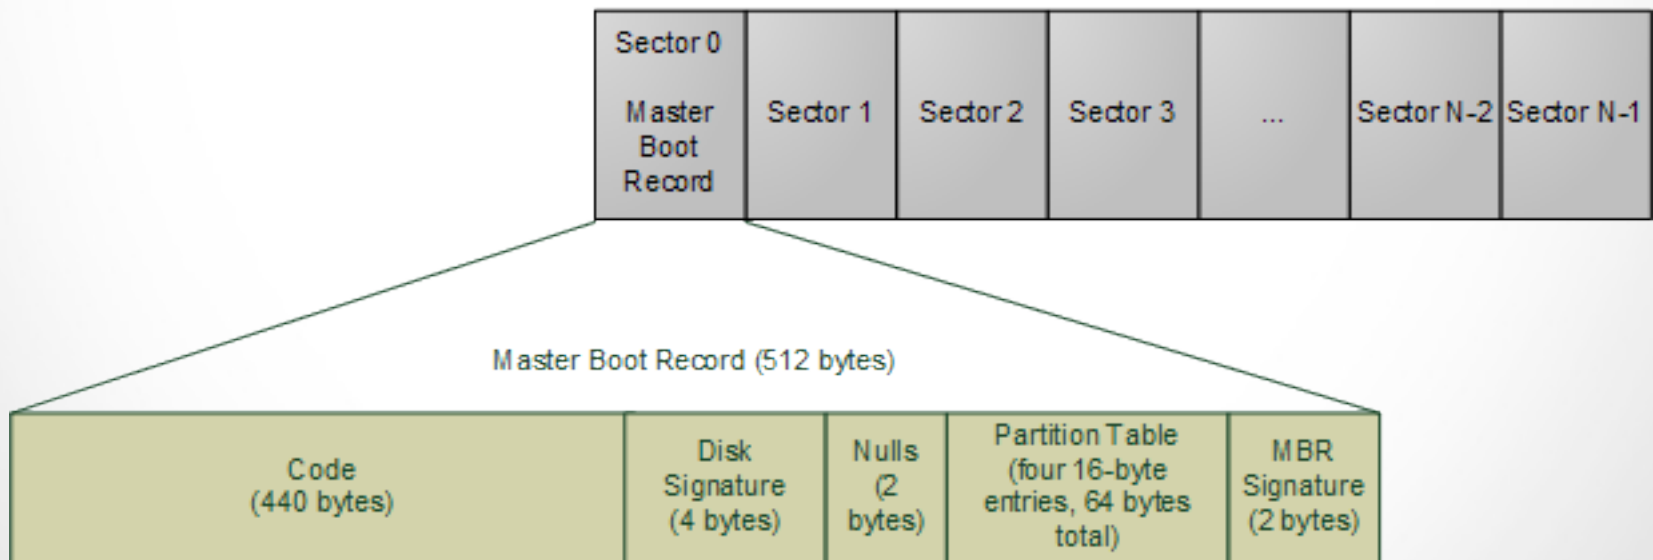 Sector 0
Master
Boot
Record
Sector 1
Sector 2
Sector 3
...
Sector N-2
Sector N-1
Master Boot Record (512 bytes)
Code
(440 bytes)
Disk
Signature
(4 bytes)
Nulls
(2
bytes)
Partition Table
(four 16-byte
entries, 64 bytes
total)
MBR
Signature
(2 bytes)